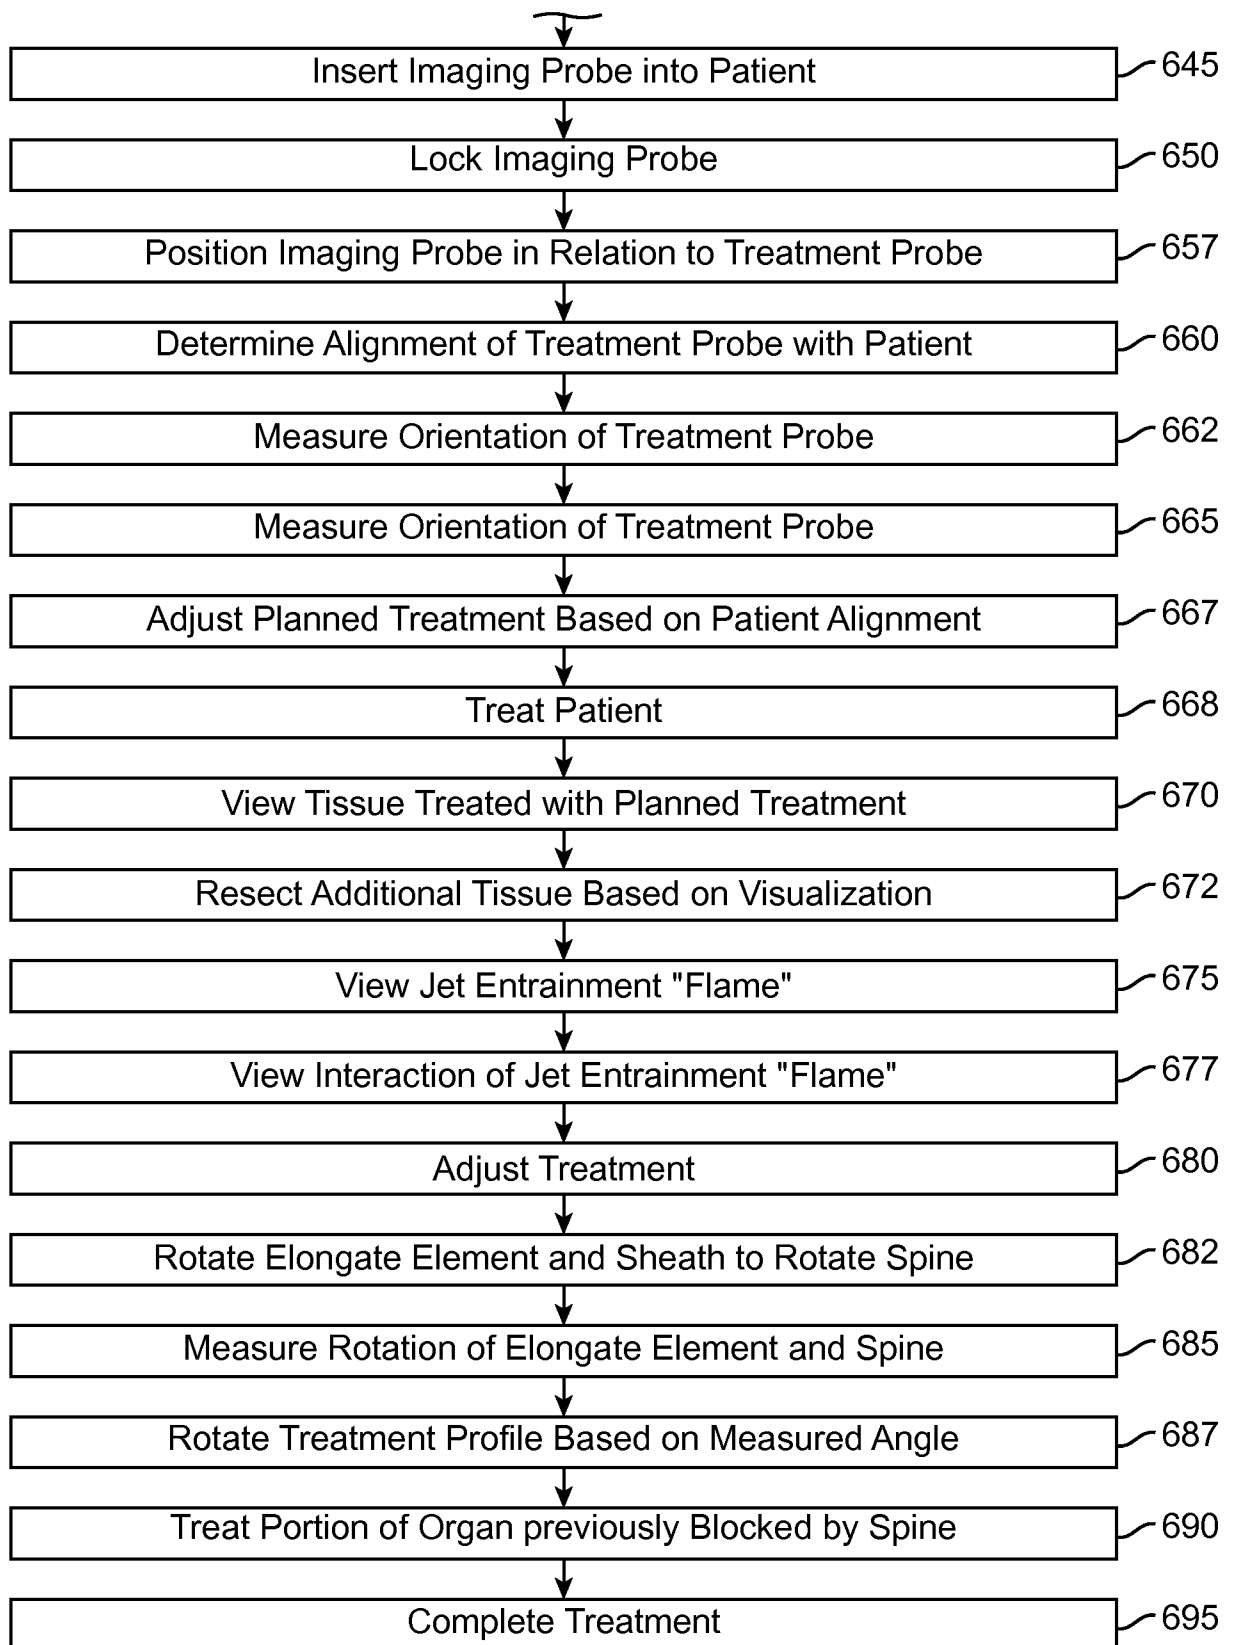 Insert Imaging Probe into Patient 645
Lock Imaging Probe 650
Position Imaging Probe in Relation to Treatment Probe 657
Determine Alignment of Treatment Probe with Patient 660
Measure Orientation of Treatment Probe 662
Measure Orientation of Treatment Probe 665
Adjust Planned Treatment Based on Patient Alignment 667
Treat Patient 668
View Tissue Treated with Planned Treatment 670
Resect Additional Tissue Based on Visualization 672
View Jet Entrainment "Flame" 675
View Interaction of Jet Entrainment "Flame" 677
Adjust Treatment 680
Rotate Elongate Element and Sheath to Rotate Spine 682
Measure Rotation of Elongate Element and Spine 685
Rotate Treatment Profile Based on Measured Angle 687
Treat Portion of Organ previously Blocked by Spine 690
Complete Treatment 695